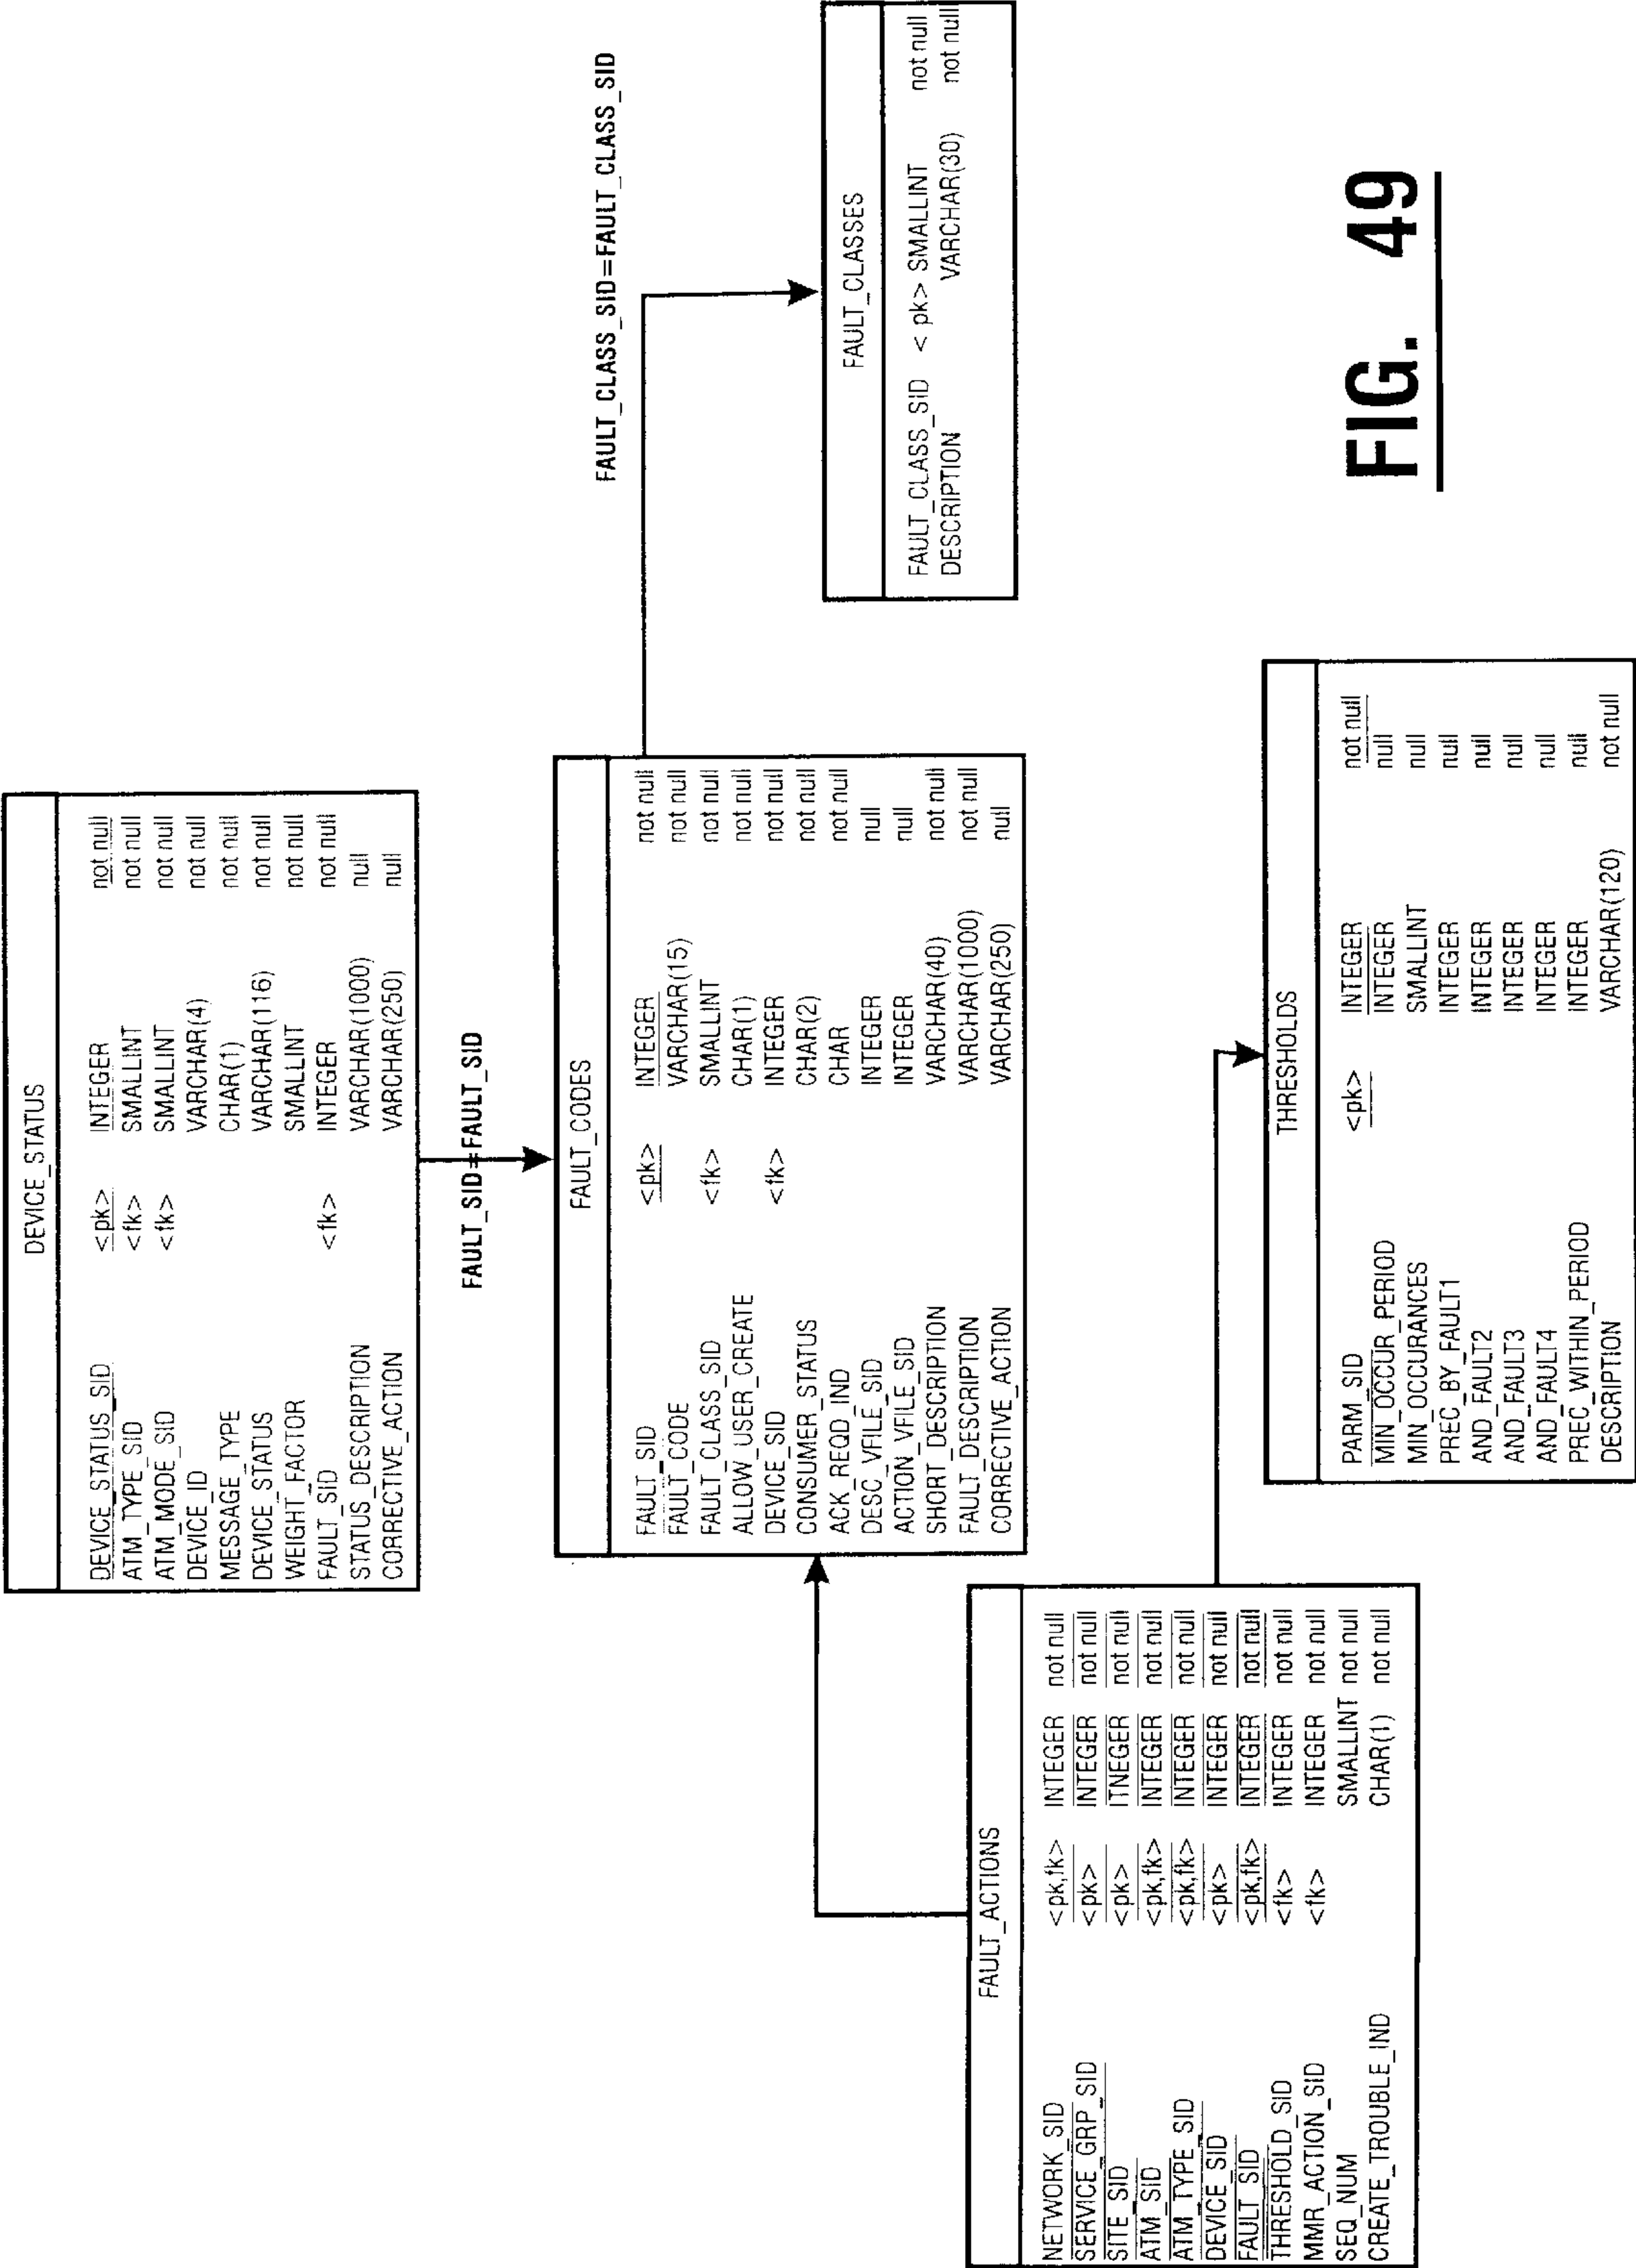 DEVICE_STATUS
DEVICE_STATUS_SID <pk> INTEGER not null
ATM_TYPE_SID <fk> SMALLINT not null
ATM_MODE_SID <fk> SMALLINT not null
DEVICE_ID VARCHAR(4) not null
MESSAGE_TYPE CHAR(1) not null
DEVICE_STATUS VARCHAR(116) not null
WEIGHT_FACTOR SMALLINT not null
FAULT_SID <fk> INTEGER not null
STATUS_DESCRIPTION VARCHAR(1000) null
CORRECTIVE_ACTION VARCHAR(250) null
FAULT_SID=FAULT_SID
FAULT_CODES
FAULT_SID <pk> INTEGER not null
FAULT_CODE VARCHAR(15) not null
FAULT_CLASS_SID <fk> SMALLINT not null
ALLOW_USER_CREATE CHAR(1) not null
DEVICE_SID <fk> INTEGER not null
CONSUMER_STATUS CHAR(2) not null
ACK_REQD_IND CHAR not null
DESC_VFILE_SID INTEGER null
ACTION_VFILE_SID INTEGER null
SHORT_DESCRIPTION VARCHAR(40) not null
FAULT_DESCRIPTION VARCHAR(1000) not null
CORRECTIVE_ACTION VARCHAR(250) null
FAULT_CLASS_SID=FAULT_CLASS_SID
FAULT_CLASSES
FAULT_CLASS_SID < pk> SMALLINT not null
DESCRIPTION VARCHAR(30) not null
FAULT_ACTIONS
NETWORK_SID <pk,fk> INTEGER not null
SERVICE_GRP_SID <pk> INTEGER not null
SITE_SID <pk> ITNEGER not null
ATM_SID <pk,fk> INTEGER not null
ATM_TYPE_SID <pk,fk> INTEGER not null
DEVICE_SID <pk> INTEGER not null
FAULT_SID <pk,fk> INTEGER not null
THRESHOLD_SID <fk> INTEGER not null
MMR_ACTION_SID <fk> INTEGER not null
SEQ_NUM SMALLINT not null
CREATE_TROUBLE_IND CHAR(1) not null
THRESHOLDS
PARM_SID <pk> INTEGER not null
MIN_OCCUR_PERIOD INTEGER null
MIN_OCCURANCES SMALLINT null
PREC_BY_FAULT1 INTEGER null
AND_FAULT2 INTEGER null
AND_FAULT3 INTEGER null
AND_FAULT4 INTEGER null
PREC_WITHIN_PERIOD INTEGER null
DESCRIPTION VARCHAR(120) not null
FIG. 49